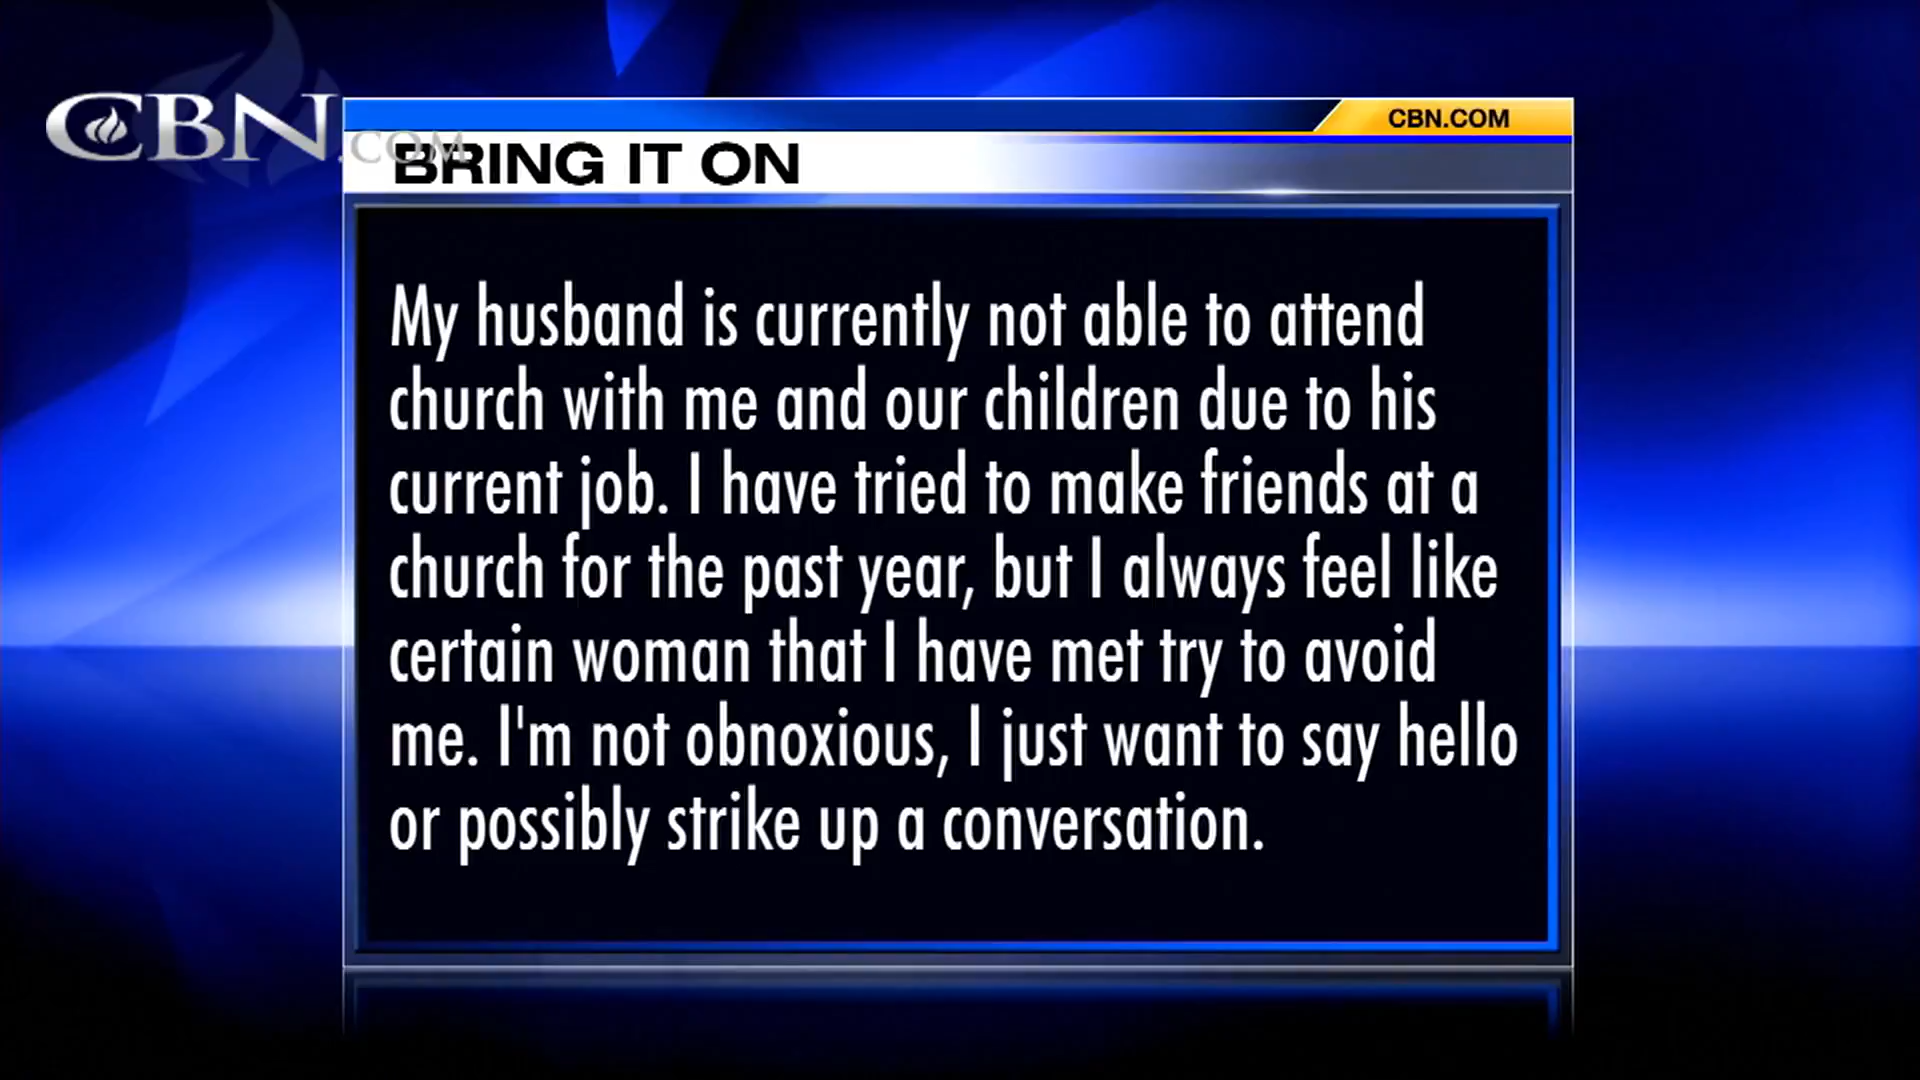 CBN.COM
CBN.COM
BRING IT ON
My husband is currently not able to attend
church with me and our children due to his
current job. I have tried to make friends at a
church for the past year, but I always feel like
certain woman that I have met try to avoid
me. I'm not obnoxious, I just want to say hello
or possibly strike up a conversation.